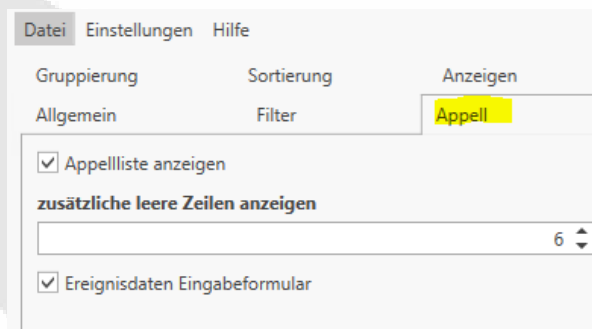 Datei Einstellungen Hilfe
Gruppierung Sortierung Anzeigen
Allgemein Filter Appell
Appellliste anzeigen
zusätzliche leere Zeilen anzeigen
6
Ereignisdaten Eingabeformular